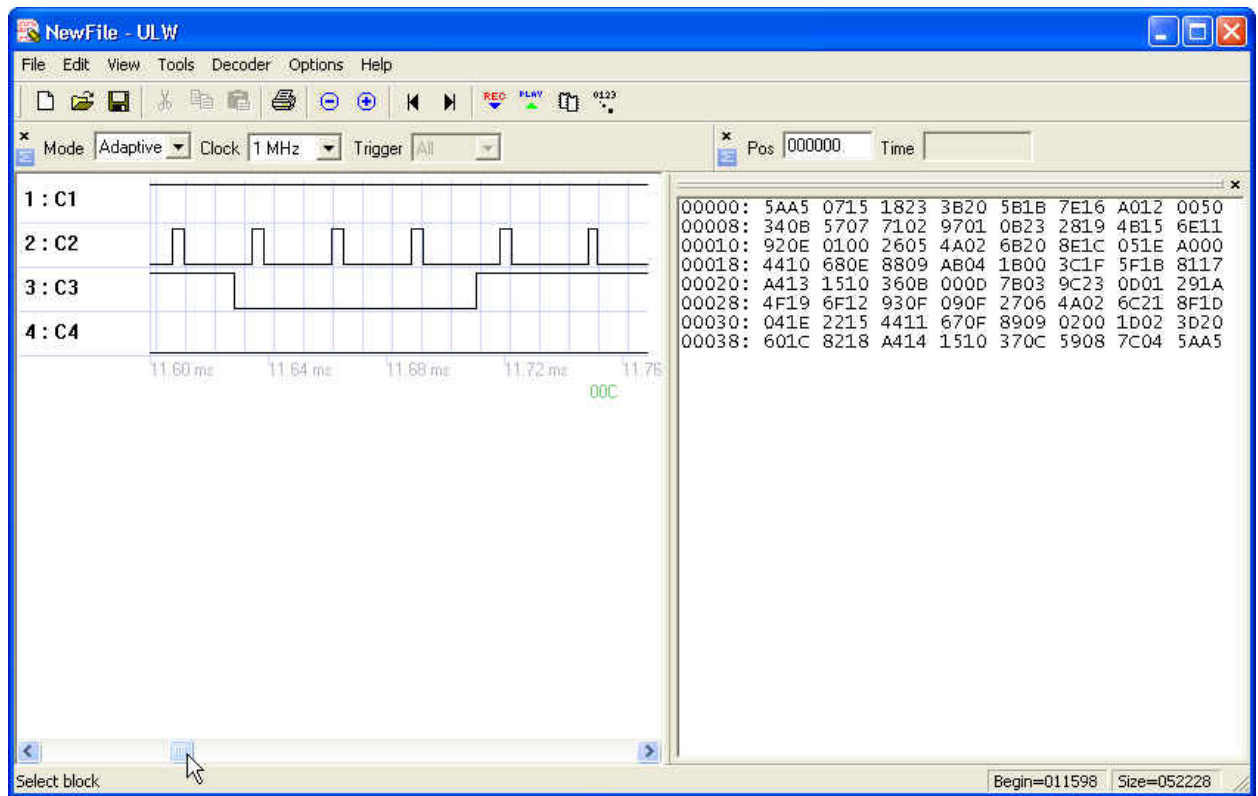 NewFile - ULW
File Edit View Tools Decoder Options Help
REC PLAY 0123
Mode Adaptive Clock 1 MHz Trigger All Pos 000000 Time
1 : C1
2 : C2
3 : C3
4 : C4
11.60 ms 11.64 ms 11.68 ms 11.72 ms 11.76
00C
00000: 5AA5 0715 1823 3B20 5B1B 7E16 A012 0050
00008: 340B 5707 7102 9701 0B23 2819 4B15 6E11
00010: 920E 0100 2605 4A02 6B20 8E1C 051E A000
00018: 4410 680E 8809 AB04 1B00 3C1F 5F1B 8117
00020: A413 1510 360B 000D 7B03 9C23 0D01 291A
00028: 4F19 6F12 930F 090F 2706 4A02 6C21 8F1D
00030: 041E 2215 4411 670F 8909 0200 1D02 3D20
00038: 601C 8218 A414 1510 370C 5908 7C04 5AA5
Select block Begin=011598 Size=052228